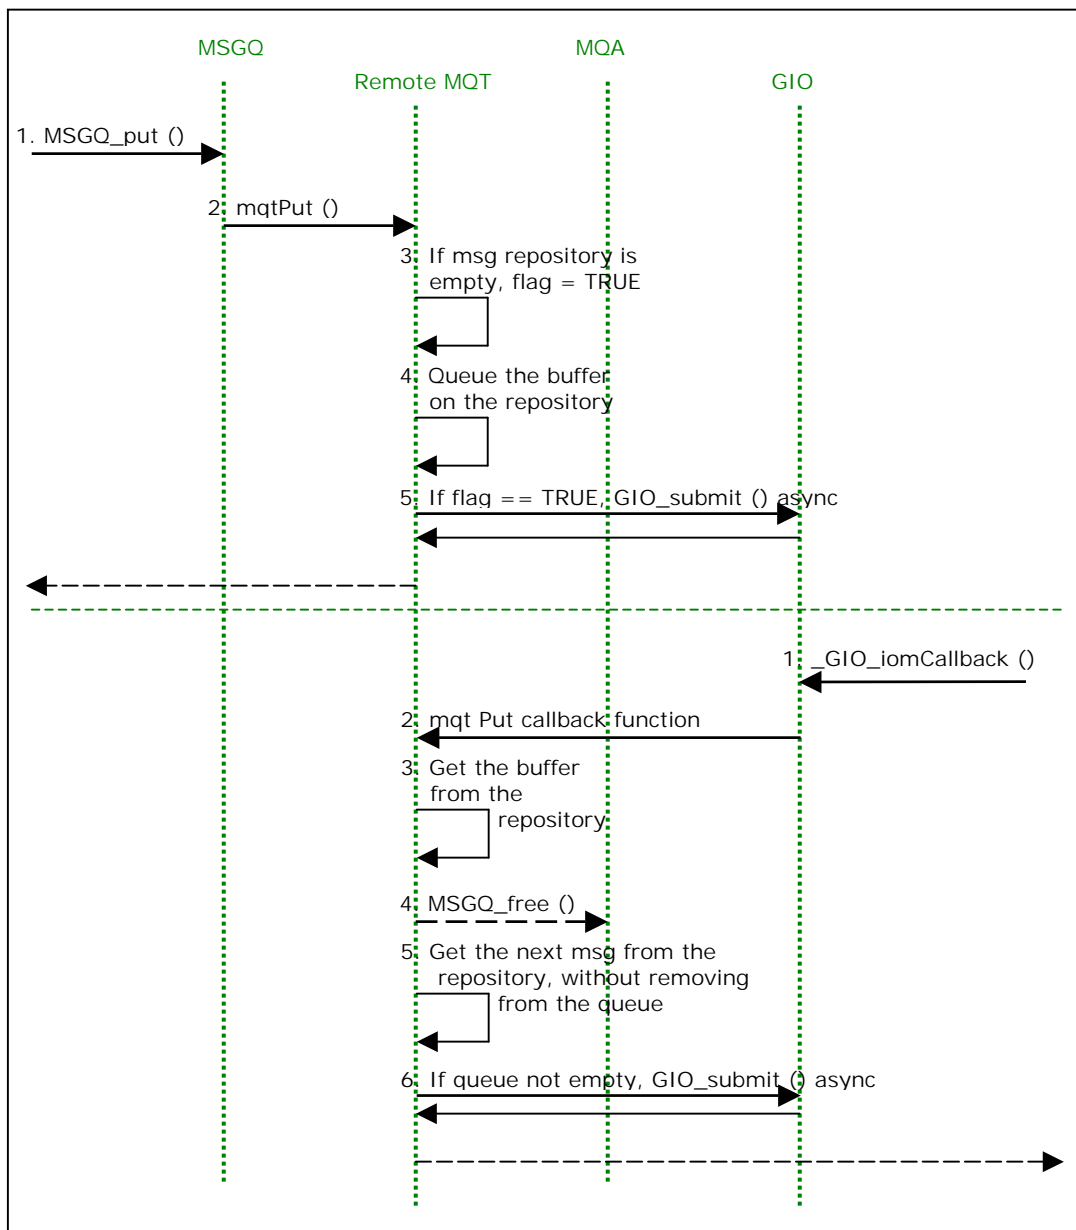 MSGQ
MQA
Remote MQT
GIO
1. MSGQ_put ()
2. mqtPut ()
3. If msg repository is
empty, flag = TRUE
4. Queue the buffer
on the repository
5. If flag == TRUE, GIO_submit () async
1. _GIO_iomCallback ()
2. mqt Put callback function
3. Get the buffer
from the
repository
4. MSGQ_free ()
5. Get the next msg from the
repository, without removing
from the queue
6. If queue not empty, GIO_submit () async